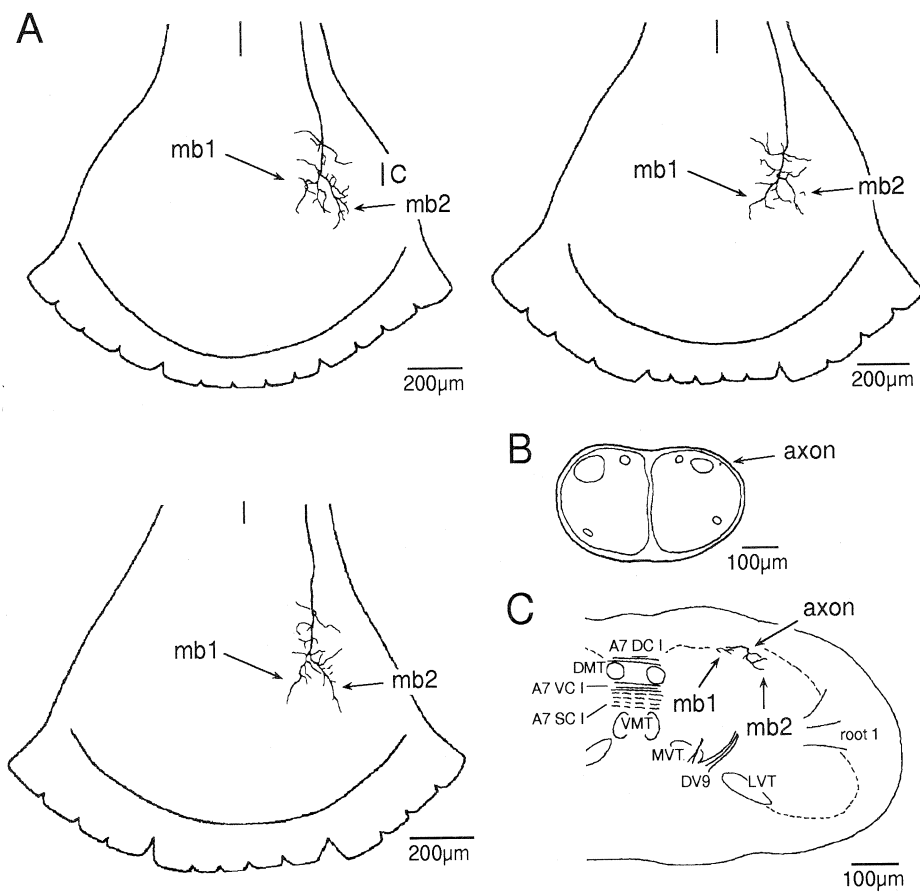 A
mb1
C
mb2
200µm
mb1
mb2
200µm
mb1
mb2
200µm
B
axon
100µm
C
axon
A7 DC I
DMT
A7 VC I
A7 SC I
VMT
mb1
mb2
root 1
MVT
DV9
LVT
100µm